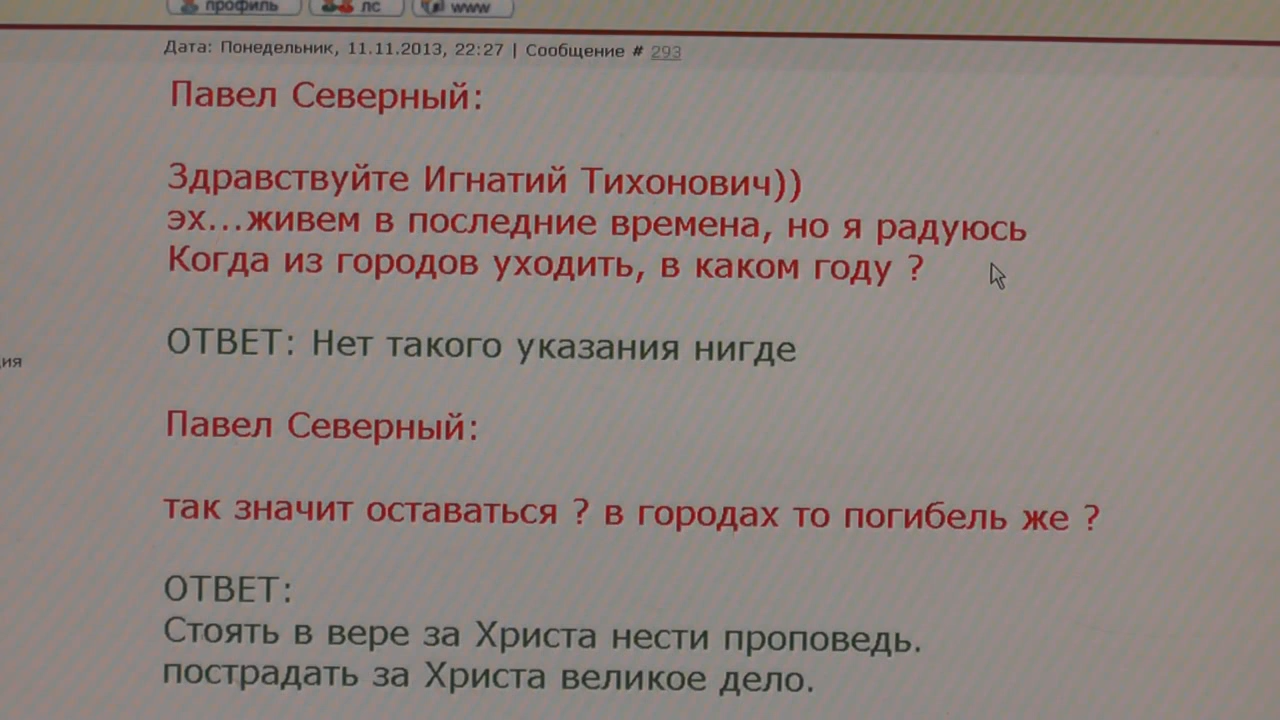 профиль лс www
Дата: Понедельник, 11.11.2013, 22:27 | Сообщение # 293
Павел Северный:
Здравствуйте Игнатий Тихонович))
эх...живем в последние времена, но я радуюсь
Когда из городов уходить, в каком году ?
ОТВЕТ: Нет такого указания нигде
ия
Павел Северный:
так значит оставаться ? в городах то погибель же ?
ОТВЕТ:
Стоять в вере за Христа нести проповедь.
пострадать за Христа великое дело.